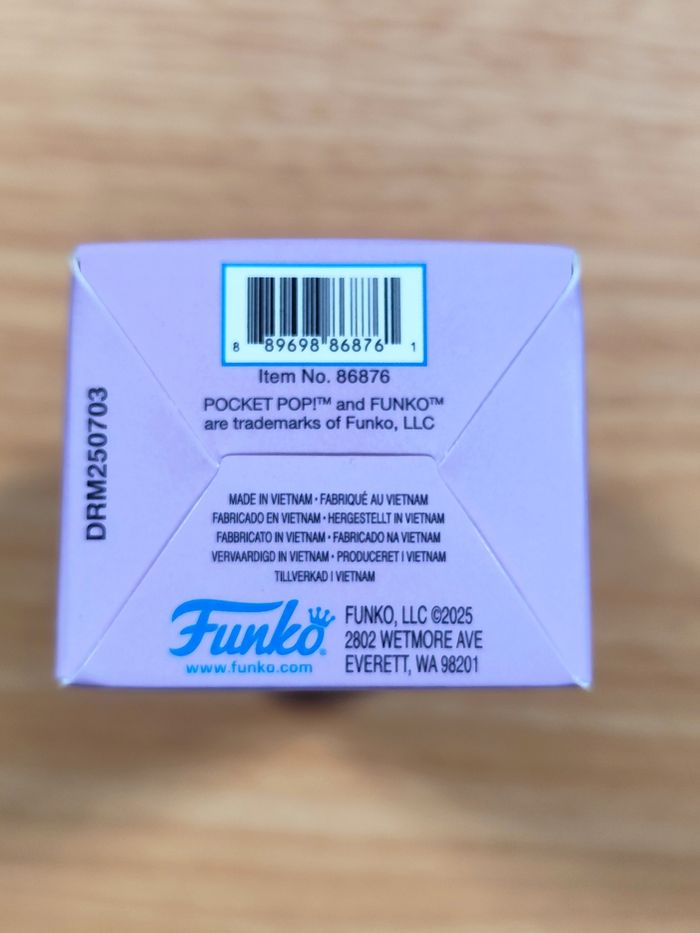 8 89698 86876 1
Item No. 86876
POCKET POP!™ and FUNKO™
are trademarks of Funko, LLC
DRM250703
MADE IN VIETNAM · FABRIQUÉ AU VIETNAM
FABRICADO EN VIETNAM · HERGESTELLT IN VIETNAM
FABBRICATO IN VIETNAM · FABRICADO NA VIETNAM
VERVAARDIGD IN VIETNAM · PRODUCERET I VIETNAM
TILLVERKAD I VIETNAM
Funko®
www.funko.com
FUNKO, LLC ©2025
2802 WETMORE AVE
EVERETT, WA 98201